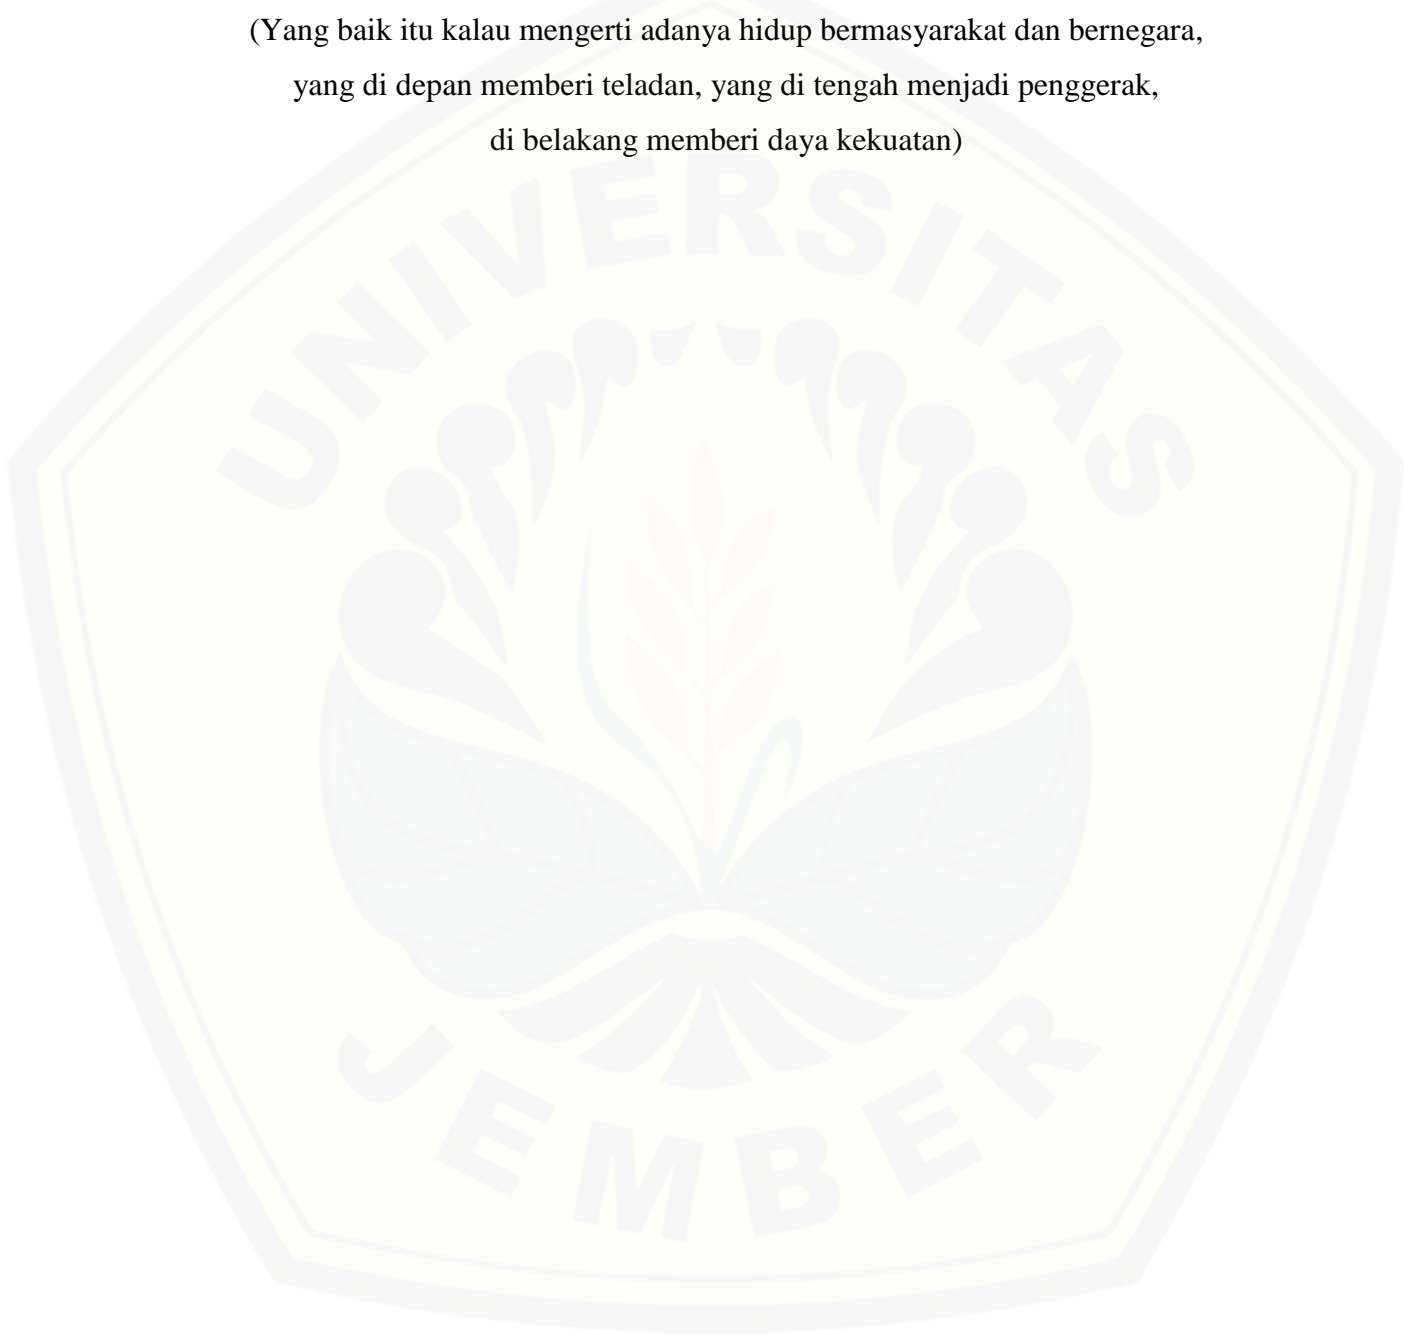 (Yang baik itu kalau mengerti adanya hidup bermasyarakat dan bernegara,
yang di depan memberi teladan, yang di tengah menjadi penggerak,
di belakang memberi daya kekuatan)
UNIVERSITAS
JEMBER